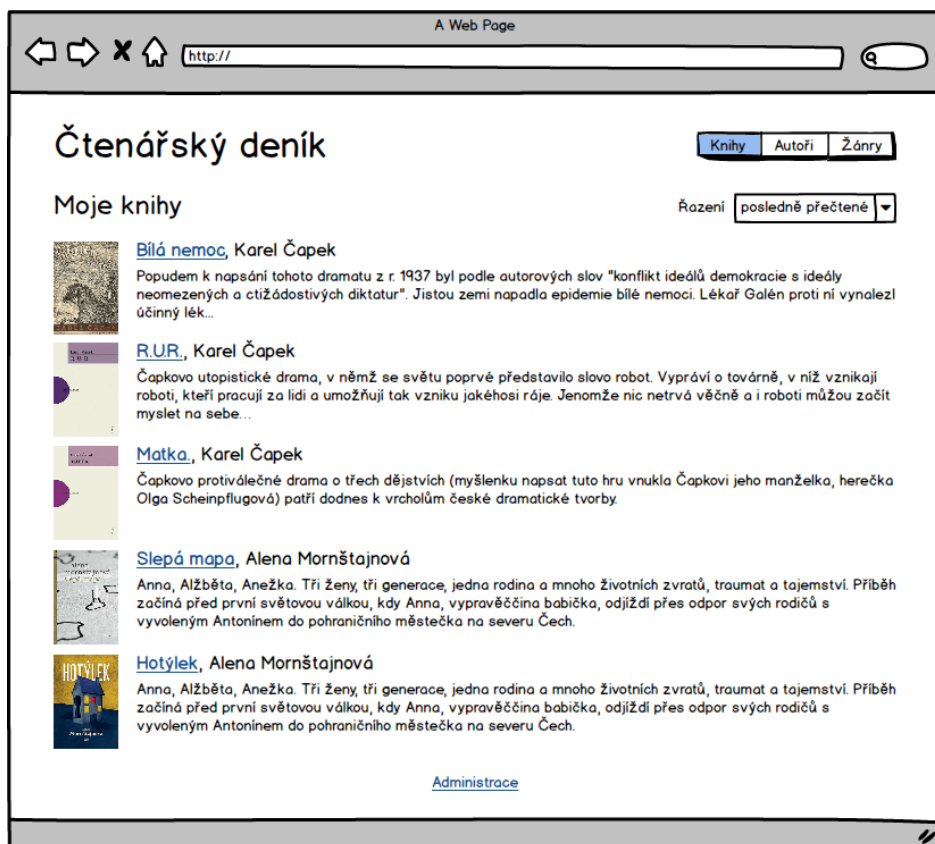 A Web Page
http://
Čtenářský deník
Knihy Autoři Žánry
Moje knihy
Řazení posledně přečtené
Bílá nemoc, Karel Čapek
Popudem k napsání tohoto dramatu z r. 1937 byl podle autorových slov "konflikt ideálů demokracie s ideály
neomezených a ctižádostivých diktatur". Jistou zemi napadla epidemie bílé nemoci. Lékař Galén proti ní vynalezl
účinný lék...
R.U.R., Karel Čapek
Čapkovo utopistické drama, v němž se světu poprvé představilo slovo robot. Vypráví o továrně, v níž vznikají
roboti, kteří pracují za lidi a umožňují tak vzniku jakéhosi ráje. Jenomže nic netrvá věčně a i roboti můžou začít
myslet na sebe...
Matka., Karel Čapek
Čapkovo protiválečné drama o třech dějstvích (myšlenku napsat tuto hru vnukla Čapkovi jeho manželka, herečka
Olga Scheinpflugová) patří dodnes k vrcholům české dramatické tvorby.
Slepá mapa, Alena Mornštajnová
Anna, Alžběta, Anežka. Tři ženy, tři generace, jedna rodina a mnoho životních zvratů, traumat a tajemství. Příběh
začíná před první světovou válkou, kdy Anna, vypravěččina babička, odjíždí přes odpor svých rodičů s
vyvoleným Antonínem do pohraničního městečka na severu Čech.
HOTÝLEK
Hotýlek, Alena Mornštajnová
Anna, Alžběta, Anežka. Tři ženy, tři generace, jedna rodina a mnoho životních zvratů, traumat a tajemství. Příběh
začíná před první světovou válkou, kdy Anna, vypravěččina babička, odjíždí přes odpor svých rodičů s
vyvoleným Antonínem do pohraničního městečka na severu Čech.
Administrace